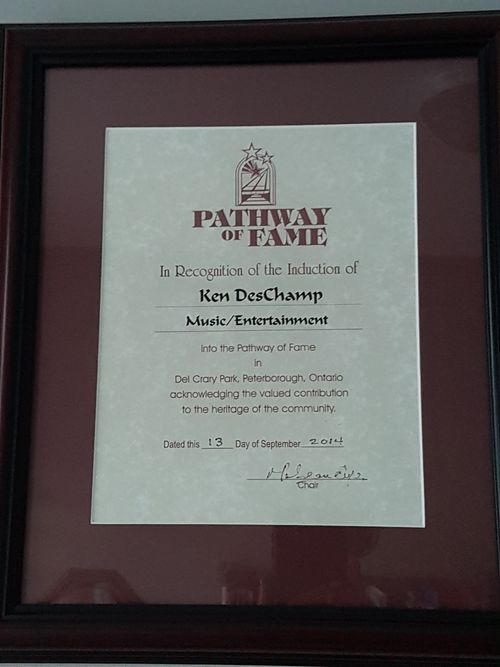 PATHWAY
OF FAME
In Recognition of the Induction of
Ken DesChamp
Music/Entertainment
into the Pathway of Fame
in
Del Crary Park, Peterborough, Ontario
acknowledging the valued contribution
to the heritage of the community.
Dated this 13 Day of September 2014
Chair